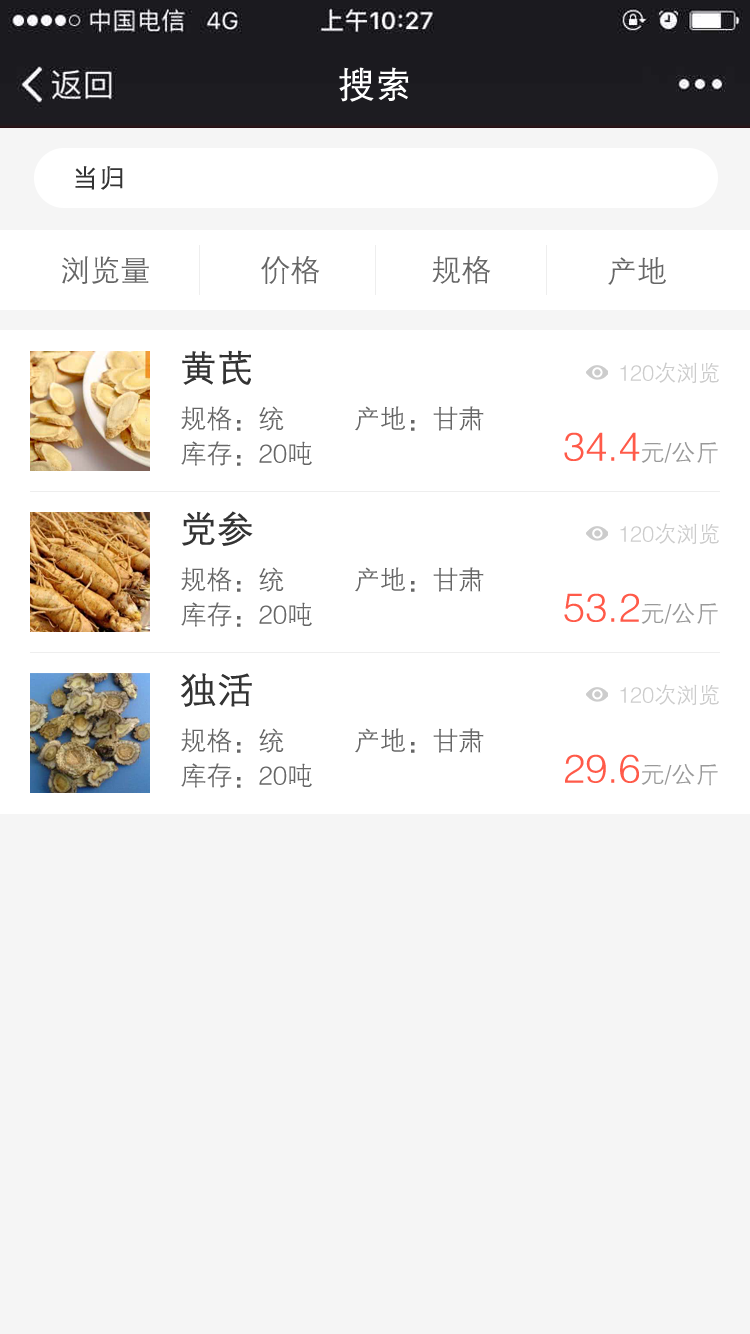 中国电信 4G 上午10:27
返回 搜索
当归
浏览量 价格 规格 产地
黄芪 120次浏览
规格：统 产地：甘肃
库存：20吨 34.4元/公斤
党参 120次浏览
规格：统 产地：甘肃
库存：20吨 53.2元/公斤
独活 120次浏览
规格：统 产地：甘肃
库存：20吨 29.6元/公斤